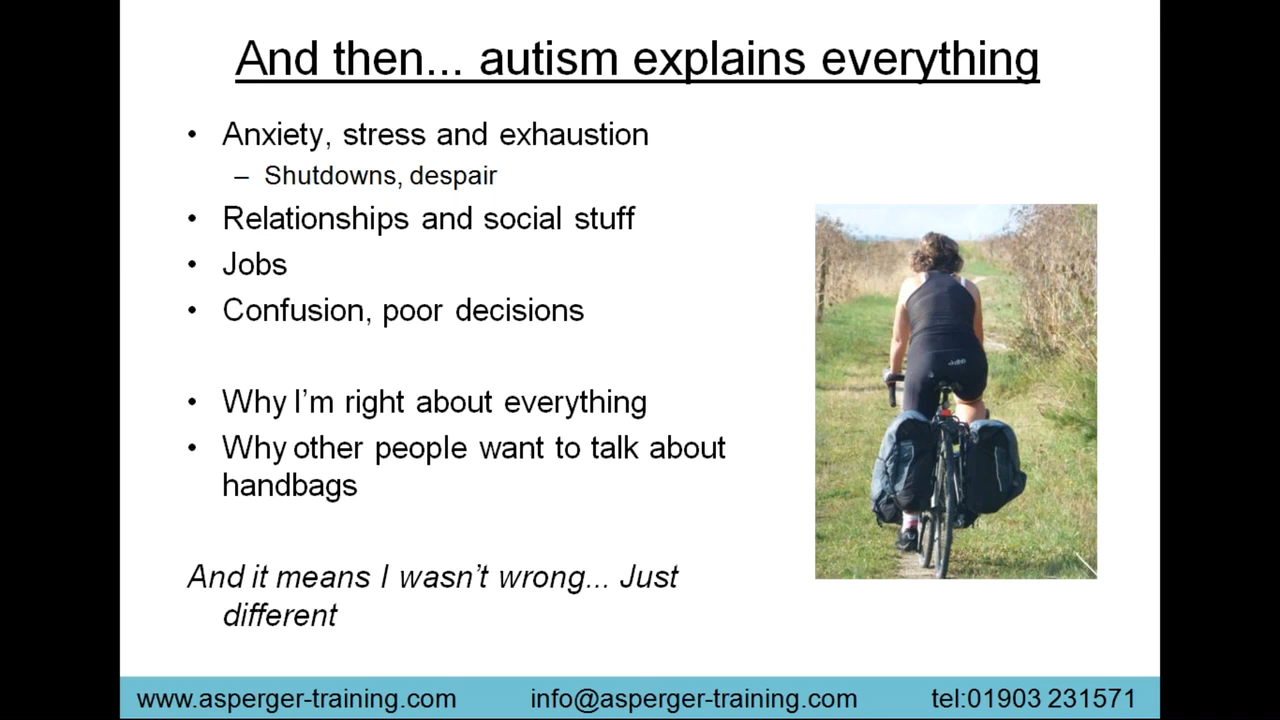 And then... autism explains everything
• Anxiety, stress and exhaustion
– Shutdowns, despair
• Relationships and social stuff
• Jobs
• Confusion, poor decisions
• Why I'm right about everything
• Why other people want to talk about
handbags
And it means I wasn't wrong... Just
different
www.asperger-training.com info@asperger-training.com tel:01903 231571